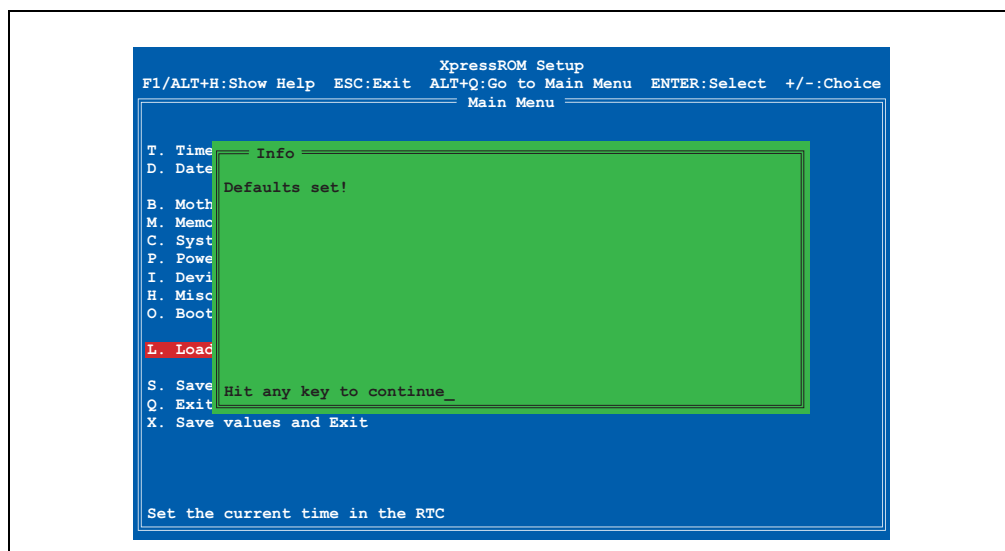 XpressROM Setup
F1/ALT+H:Show Help ESC:Exit ALT+Q:Go to Main Menu ENTER:Select +/-:Choice
Main Menu
T. Time
D. Date
Info
Defaults set!
B. Moth
M. Memo
C. Syst
P. Powe
I. Devi
H. Misc
O. Boot
L. Load
S. Save
Hit any key to continue_
Q. Exit
X. Save values and Exit
Set the current time in the RTC